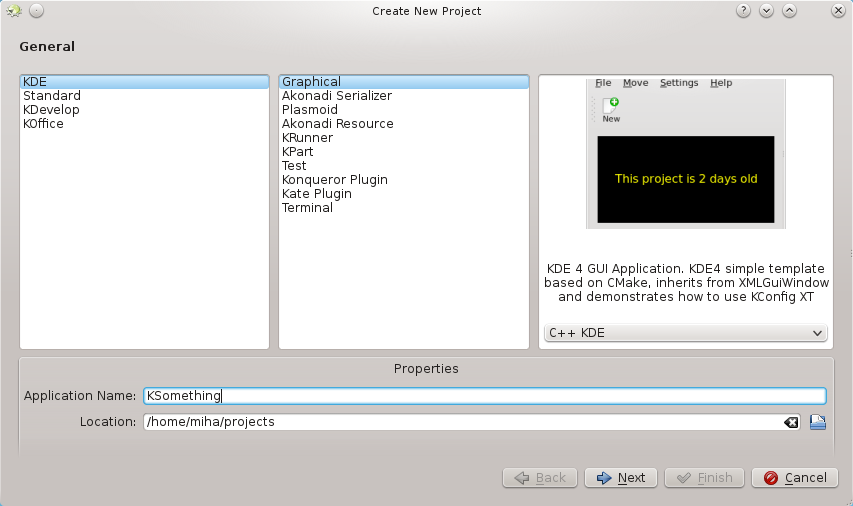 Create New Project
General
KDE
Standard
KDevelop
KOffice
Graphical
Akonadi Serializer
Plasmoid
Akonadi Resource
KRunner
KPart
Test
Konqueror Plugin
Kate Plugin
Terminal
File Move Settings Help
New
This project is 2 days old
KDE 4 GUI Application. KDE4 simple template
based on CMake, inherits from XMLGuiWindow
and demonstrates how to use KConfig XT
C++ KDE
Properties
Application Name: KSomething
Location: /home/miha/projects
Back Next Finish Cancel